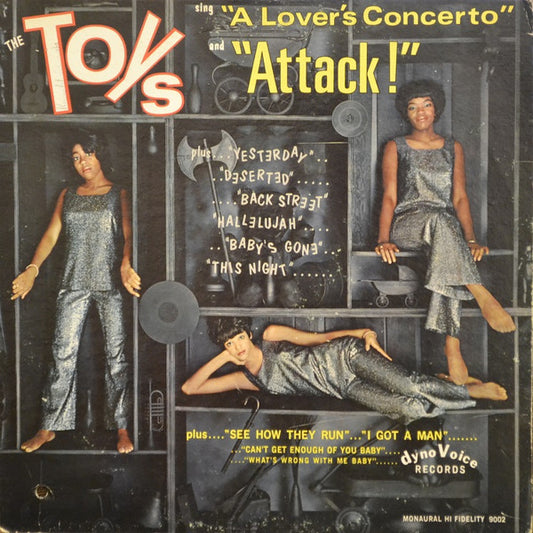 THE TOYS
sing "A Lover's Concerto"
and "Attack!"
plus... "YESTERDAY"..
.."DESERTED".....
...."BACK STREET"
"HALLELUJAH"....
.."BABY'S GONE"...
"THIS NIGHT"......
plus...."SEE HOW THEY RUN"..."I GOT A MAN".......
..."CAN'T GET ENOUGH OF YOU BABY"....
...."WHAT'S WRONG WITH ME BABY"......
dynoVoice
RECORDS
MONAURAL HI FIDELITY 9002